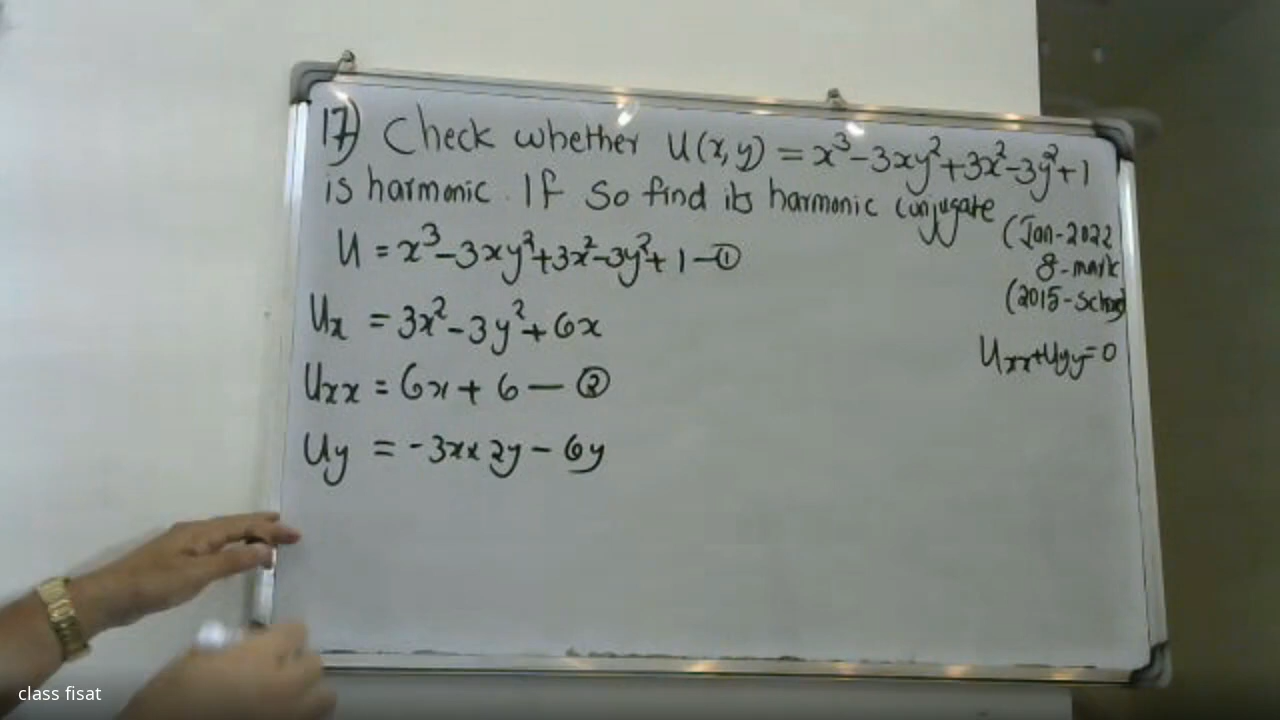 17) Check whether u(x,y) = x³-3xy²+3x²-3y²+1
is harmonic. If so find its harmonic conjugate
(Jan-2022
8-mark
(2015-
u = x³-3xy²+3x²-3y²+1 — ①
uₓ = 3x²-3y²+6x
uₓₓ = 6x+6 — ②
uₓₓ+uyy=0
uy = -3x×2y-6y
class fisat